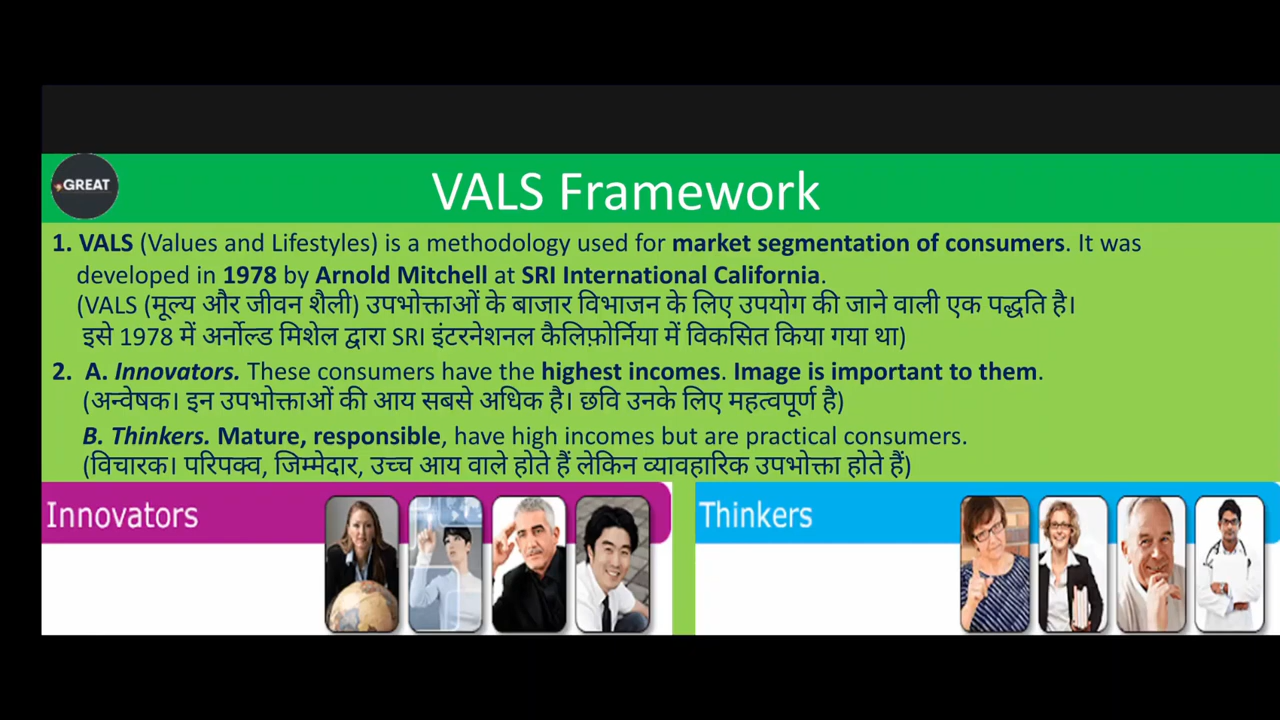 GREAT
VALS Framework
1. VALS (Values and Lifestyles) is a methodology used for market segmentation of consumers. It was
developed in 1978 by Arnold Mitchell at SRI International California.
(VALS (मूल्य और जीवन शैली) उपभोक्ताओं के बाजार विभाजन के लिए उपयोग की जाने वाली एक पद्धति है।
इसे 1978 में अर्नोल्ड मिशेल द्वारा SRI इंटरनेशनल कैलिफ़ोर्निया में विकसित किया गया था)
2. A. Innovators. These consumers have the highest incomes. Image is important to them.
(अन्वेषक। इन उपभोक्ताओं की आय सबसे अधिक है। छवि उनके लिए महत्वपूर्ण है)
B. Thinkers. Mature, responsible, have high incomes but are practical consumers.
(विचारक। परिपक्व, जिम्मेदार, उच्च आय वाले होते हैं लेकिन व्यावहारिक उपभोक्ता होते हैं)
Innovators
Thinkers